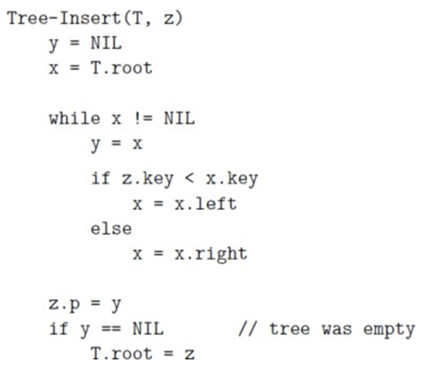 Tree-Insert(T, z)
    y = NIL
    x = T.root

    while x != NIL
        y = x
        if z.key < x.key
            x = x.left
        else
            x = x.right

    z.p = y
    if y == NIL        // tree was empty
        T.root = z